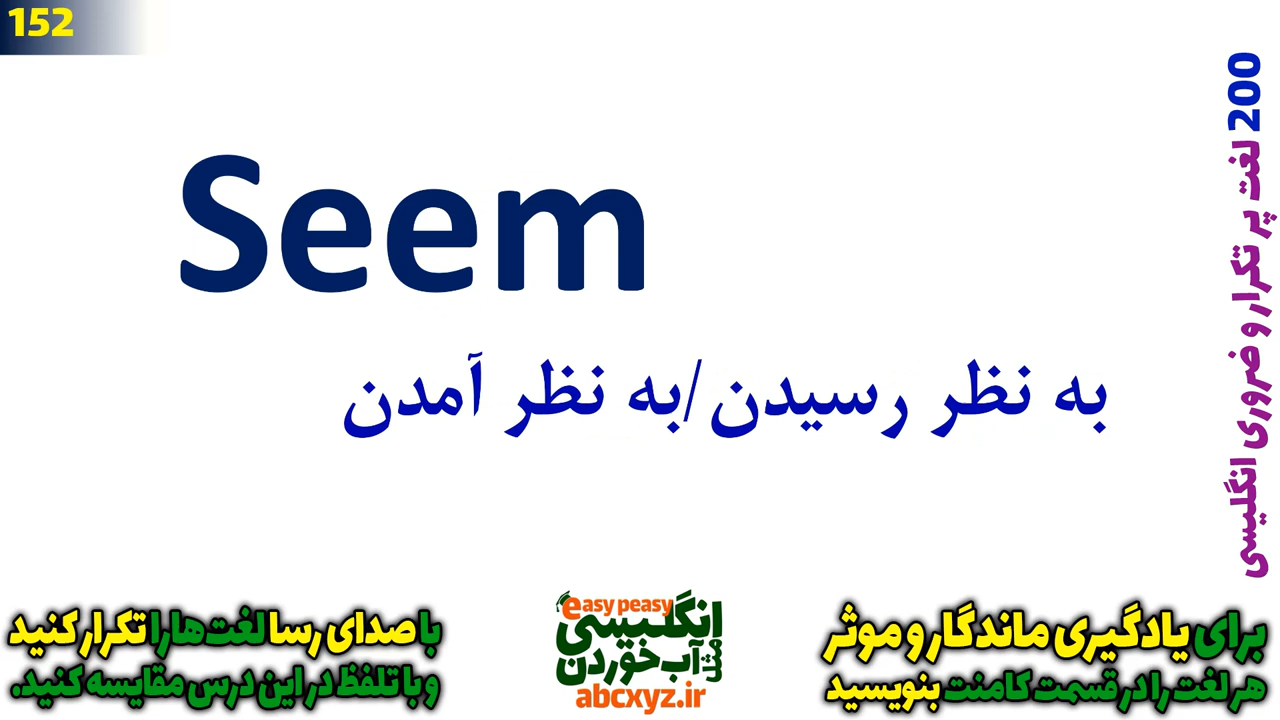 152
200 لغت پر تکرار و ضروری انگلیسی
Seem
به نظر رسیدن/به نظر آمدن
برای یادگیری ماندگار و موثر
هر لغت را در قسمت کامنت بنویسید
easy peasy
انگلیسی
مثل آب خوردن
abcxyz.ir
با صدای رسا لغت‌ها را تکرار کنید
و با تلفظ در این درس مقایسه کنید.